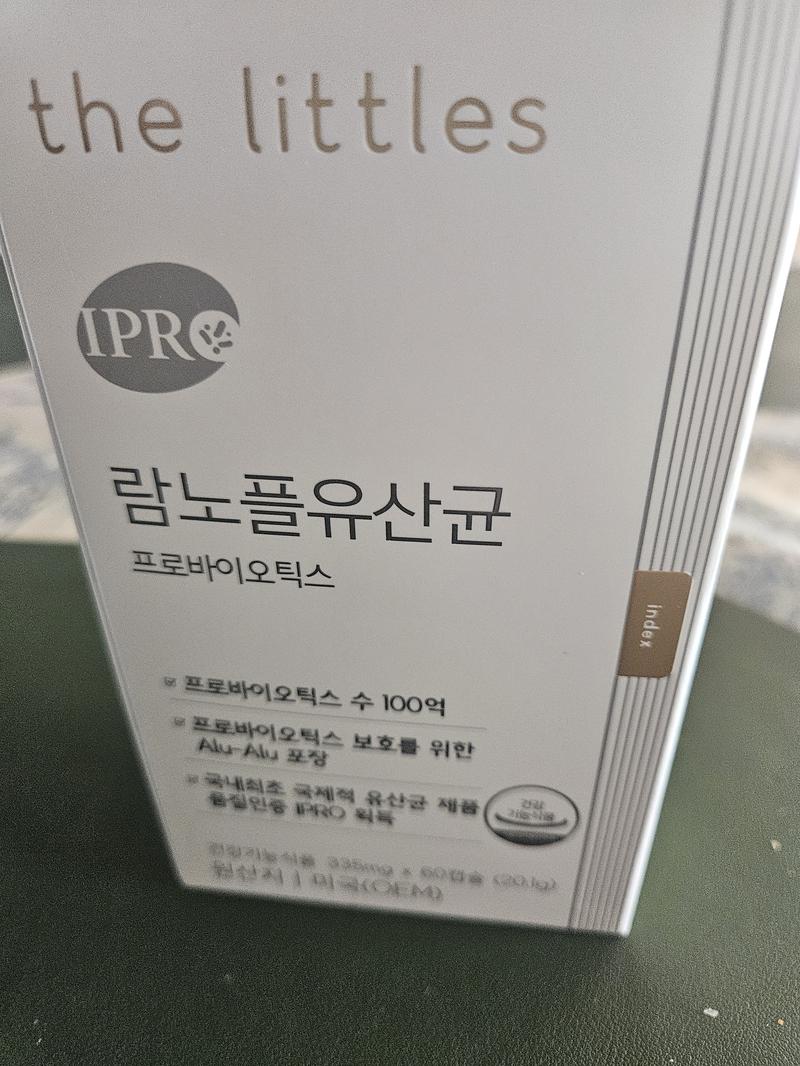 the littles
IPRO
람노플유산균
프로바이오틱스
index
프로바이오틱스 수 100억
프로바이오틱스 보호를 위한
Alu-Alu 포장
국내최초 국제적 유산균 제품
품질인증 IPRO 획득
건강
기능식품
건강기능식품 335mg x 60캡슐 (20.1g)
원산지 | 미국(OEM)